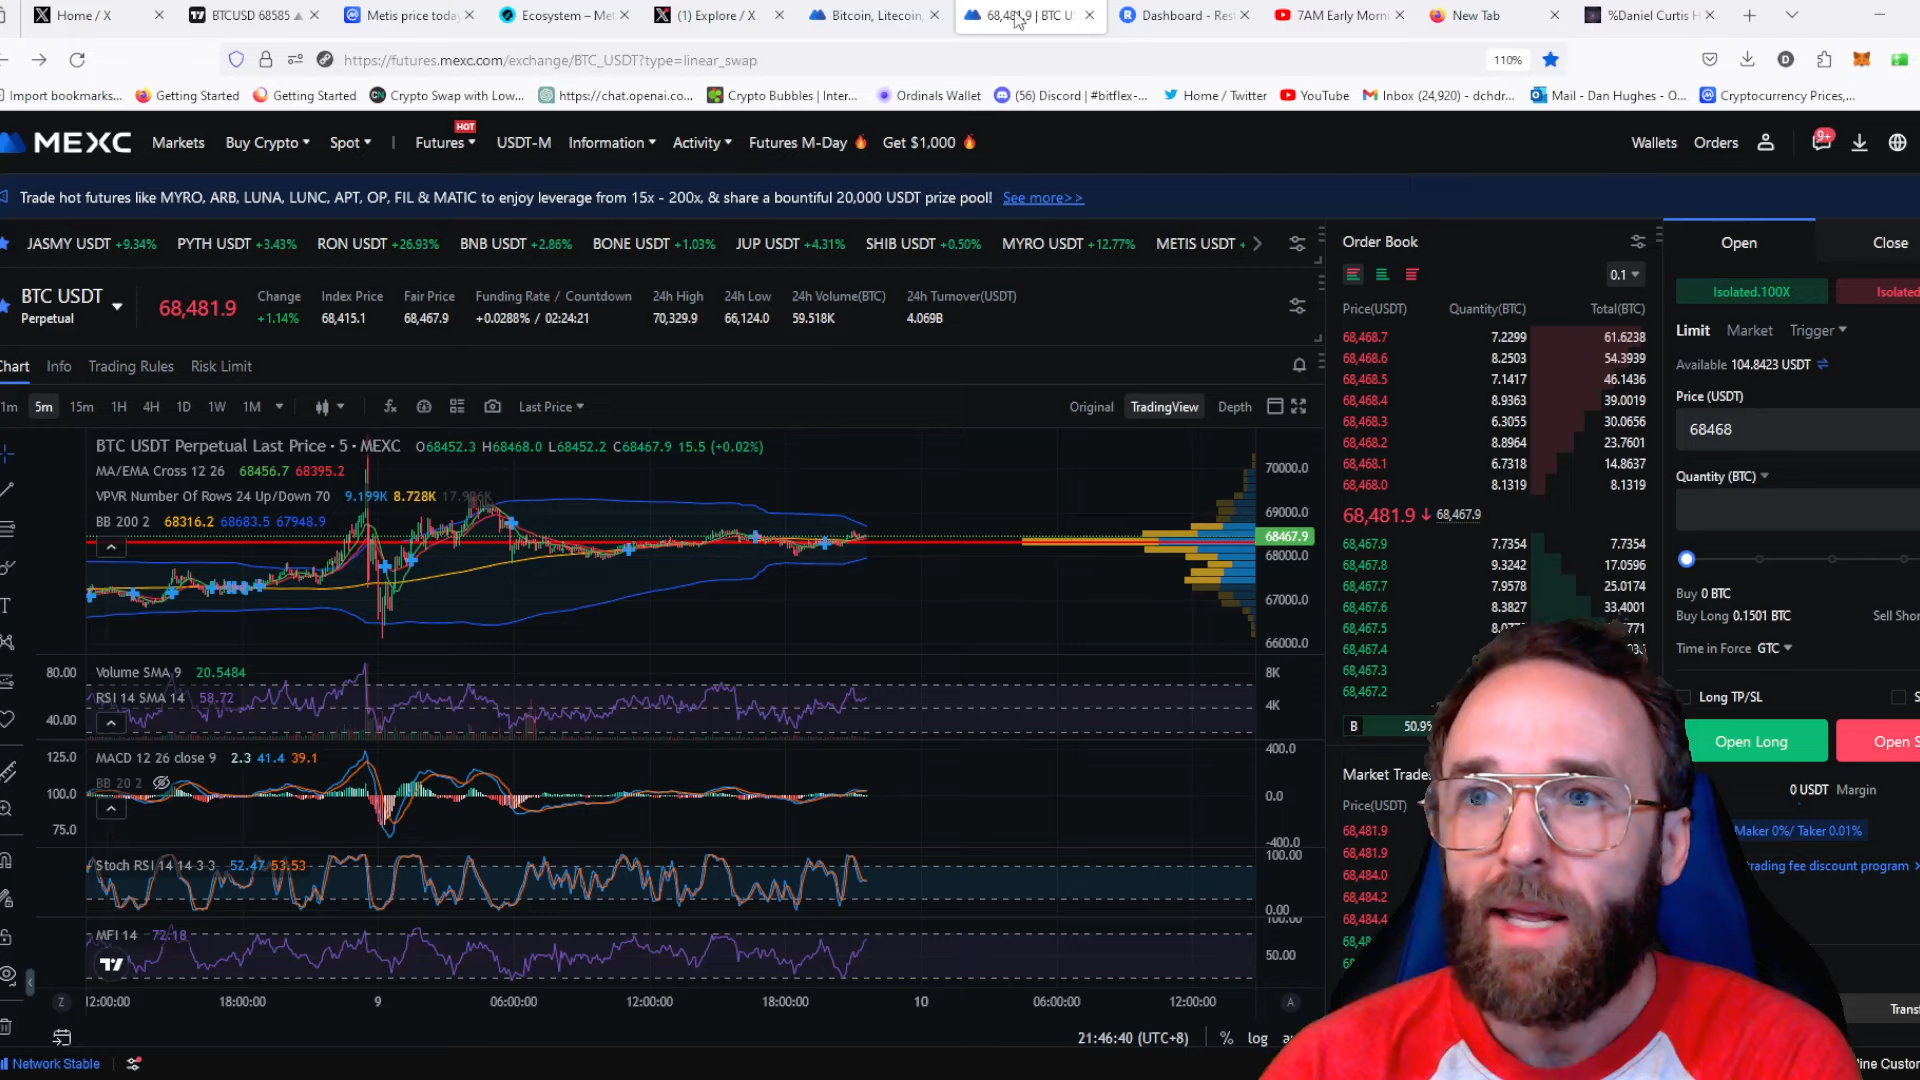 Home / X
BTCUSD 68585
Metis price today
Ecosystem – Met
(1) Explore / X
Bitcoin, Litecoin,
68,481.9 | BTC U
Dashboard - Rest
7AM Early Morni
New Tab
%Daniel Curtis H
https://futures.mexc.com/exchange/BTC_USDT?type=linear_swap
110%
Import bookmarks...
Getting Started
Getting Started
Crypto Swap with Low...
https://chat.openai.co...
Crypto Bubbles | Inter...
Ordinals Wallet
(56) Discord | #bitflex-...
Home / Twitter
YouTube
Inbox (24,920) - dchdr...
Mail - Dan Hughes - O...
Cryptocurrency Prices,...
MEXC
Markets
Buy Crypto
Spot
Futures
HOT
USDT-M
Information
Activity
Futures M-Day
Get $1,000
Wallets
Orders
9+
Trade hot futures like MYRO, ARB, LUNA, LUNC, APT, OP, FIL & MATIC to enjoy leverage from 15x - 200x, & share a bountiful 20,000 USDT prize pool! See more>>
JASMY USDT +9.34%
PYTH USDT +3.43%
RON USDT +26.93%
BNB USDT +2.86%
BONE USDT +1.03%
JUP USDT +4.31%
SHIB USDT +0.50%
MYRO USDT +12.77%
METIS USDT +
BTC USDT
Perpetual
68,481.9
Change
+1.14%
Index Price
68,415.1
Fair Price
68,467.9
Funding Rate / Countdown
+0.0288% / 02:24:21
24h High
70,329.9
24h Low
66,124.0
24h Volume(BTC)
59.518K
24h Turnover(USDT)
4.069B
Chart
Info
Trading Rules
Risk Limit
1m 5m 15m 1H 4H 1D 1W 1M
Last Price
Original
TradingView
Depth
BTC USDT Perpetual Last Price · 5 · MEXC O68452.3 H68468.0 L68452.2 C68467.9 15.5 (+0.02%)
MA/EMA Cross 12 26 68456.7 68395.2
VPVR Number Of Rows 24 Up/Down 70 9.199K 8.728K
BB 200 2 68316.2 68683.5 67948.9
70000.0
69000.0
68467.9
68000.0
67000.0
66000.0
Volume SMA 9 20.5484
RSI 14 SMA 14 58.72
80.00
40.00
8K
4K
MACD 12 26 close 9 2.3 41.4 39.1
BB 20 2
125.0
100.0
75.0
400.0
0.0
-400.0
Stoch RSI 14 14 3 3 52.47 53.53
100.00
0.00
MFI 14 72.18
100.00
50.00
Z
12:00:00
18:00:00
9
06:00:00
12:00:00
18:00:00
10
06:00:00
12:00:00
A
21:46:40 (UTC+8)
%
log
Network Stable
Order Book
0.1
Price(USDT) Quantity(BTC) Total(BTC)
68,468.7 7.2299 61.6238
68,468.6 8.2503 54.3939
68,468.5 7.1417 46.1436
68,468.4 8.9363 39.0019
68,468.3 6.3055 30.0656
68,468.2 8.8964 23.7601
68,468.1 6.7318 14.8637
68,468.0 8.1319 8.1319
68,481.9 68,467.9
68,467.9 7.7354 7.7354
68,467.8 9.3242 17.0596
68,467.7 7.9578 25.0174
68,467.6 8.3827 33.4001
68,467.5
68,467.4
68,467.3
68,467.2
B 50.95
Market Trade
Price(USDT)
68,481.9
68,481.9
68,484.0
68,484.2
68,484.4
Open
Close
Isolated.100X
Isolated
Limit
Market
Trigger
Available 104.8423 USDT
Price (USDT)
68468
Quantity (BTC)
Buy 0 BTC
Buy Long 0.1501 BTC
Sell Shor
Time in Force GTC
Long TP/SL
Open Long
Open S
0 USDT Margin
Maker 0%/ Taker 0.01%
trading fee discount program >
Transf
ine Custom